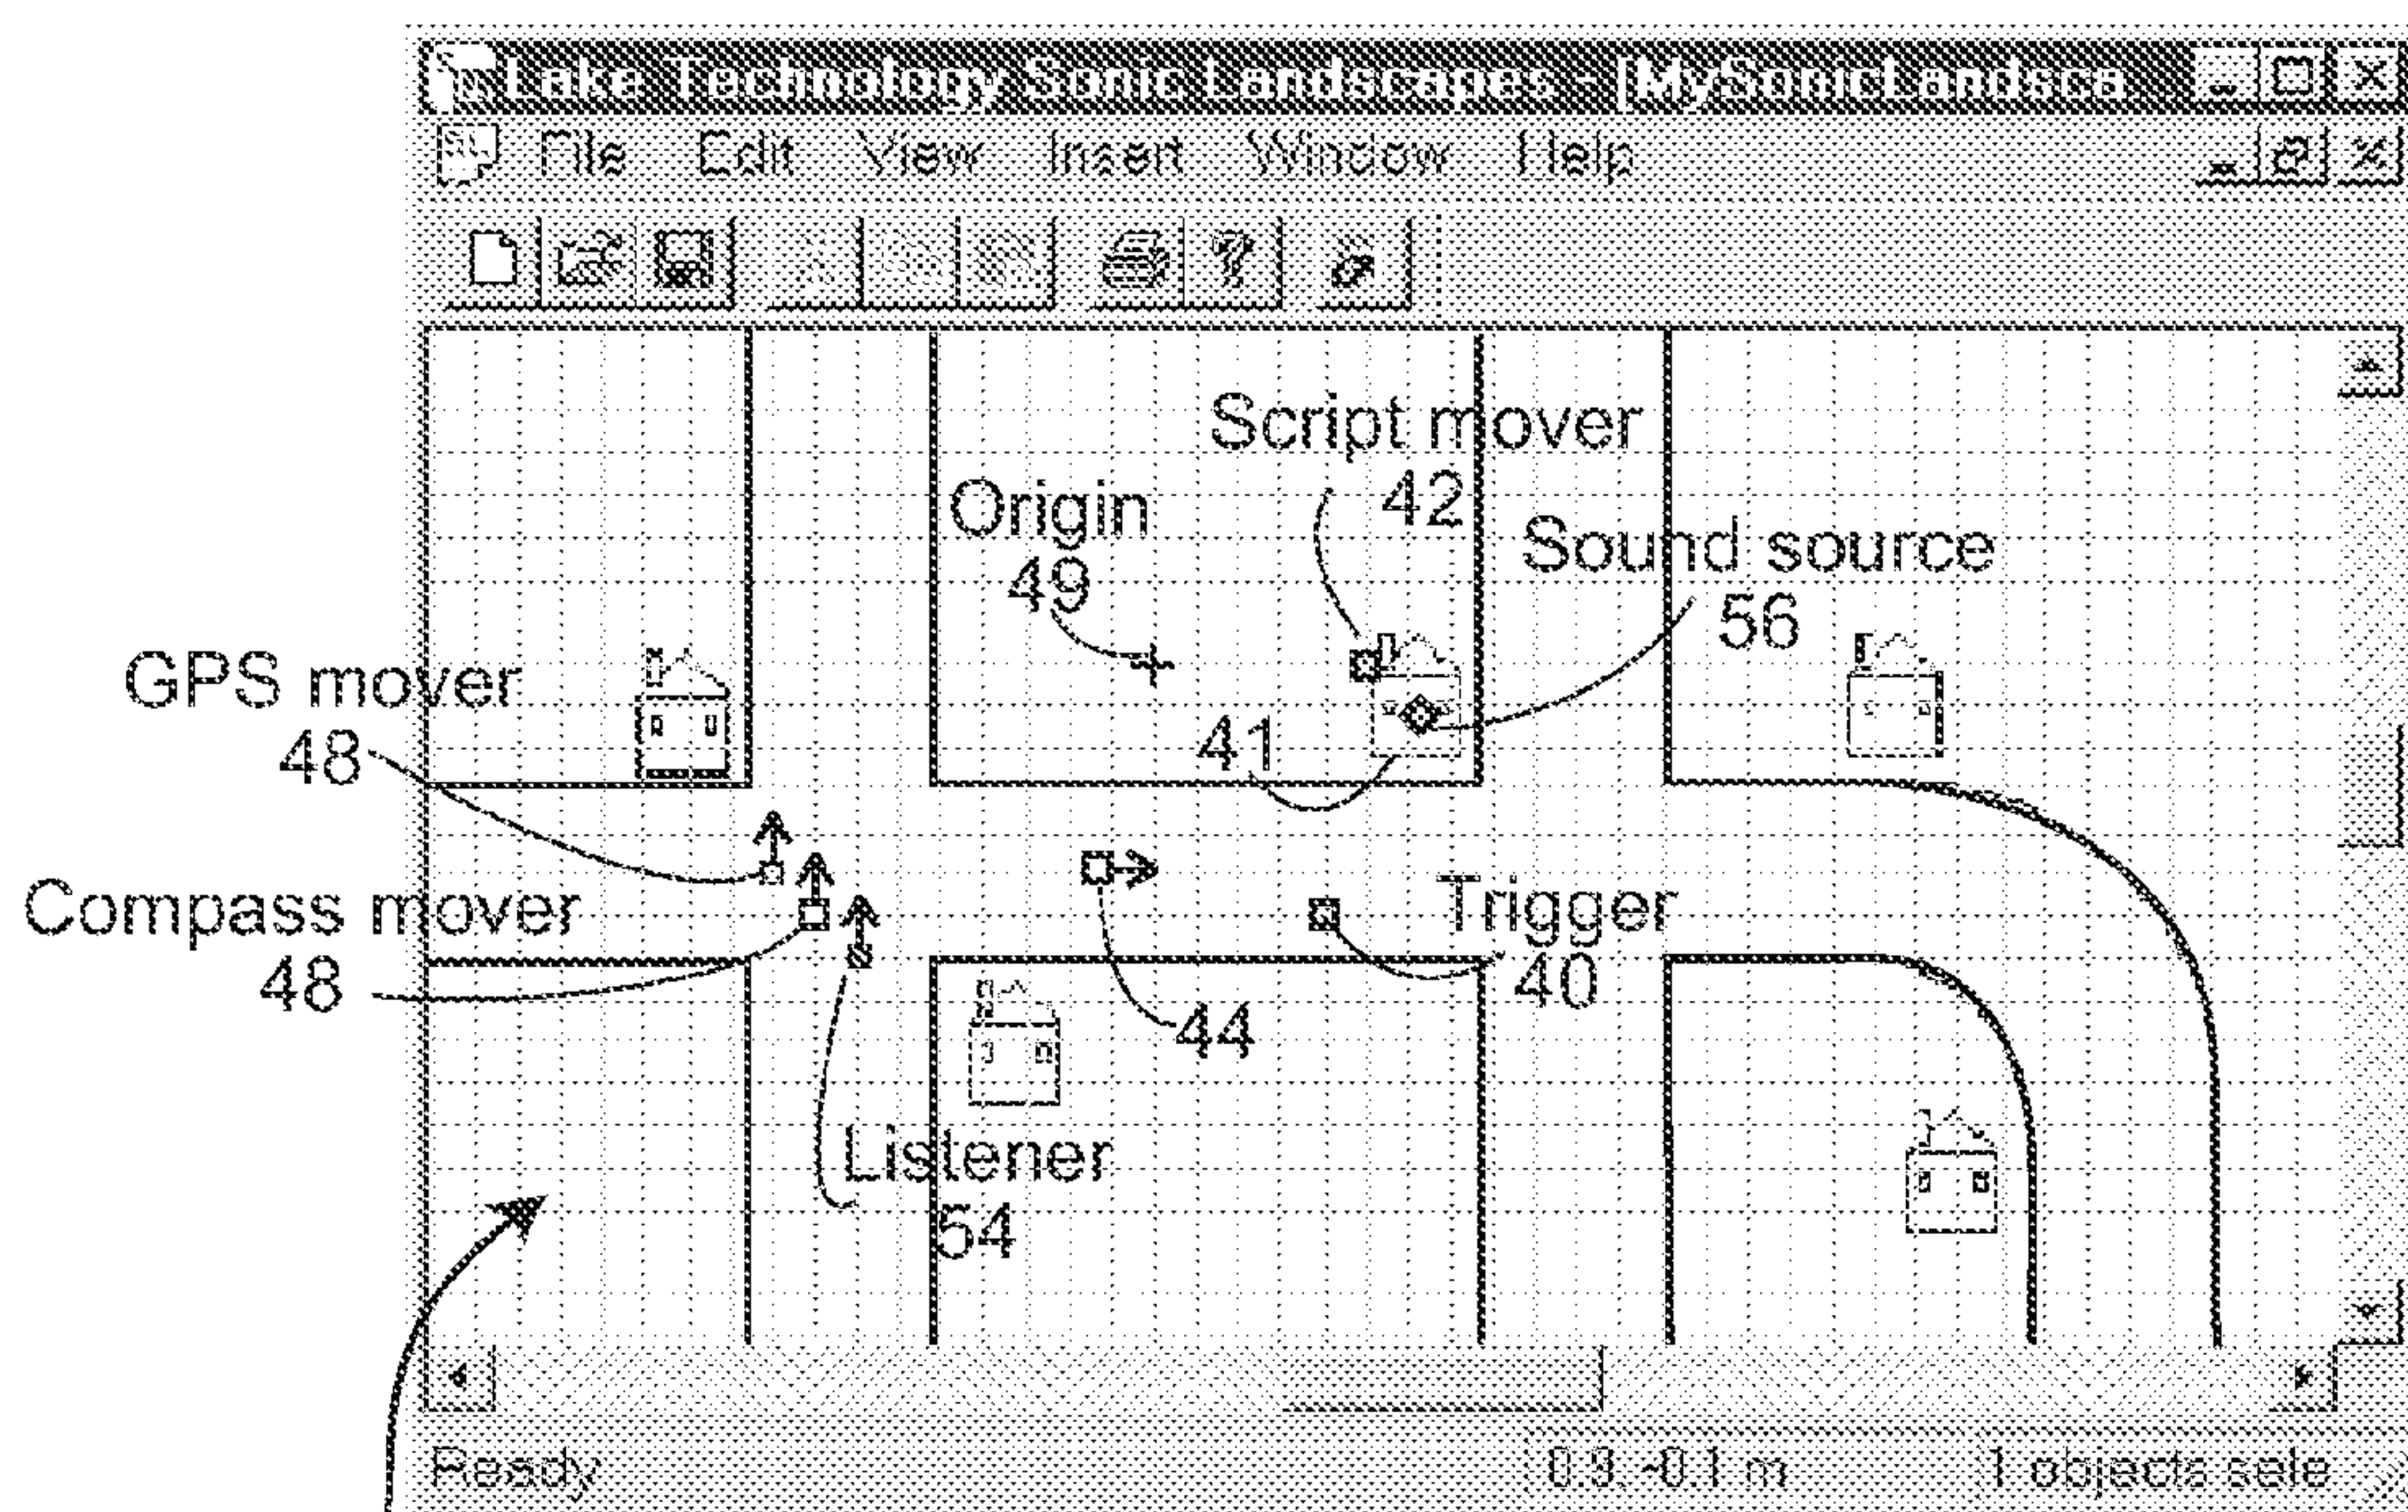 Lake Technology Sonic Landscapes - [MySonicLandsca
File Edit View Insert Window Help
Script mover
42
Origin
49
Sound source
56
GPS mover
48
41
Compass mover
48
Trigger
40
44
Listener
54
Ready 0.9, -0.1 m 1 objects sele